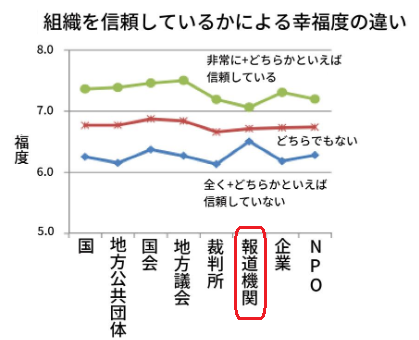 組織を信頼しているかによる幸福度の違い
8.0
7.0
6.0
5.0
福度
非常に+どちらかといえば
信頼している
どちらでもない
全く+どちらかといえば
信頼していない
国
地方公共団体
国会
地方議会
裁判所
報道機関
企業
NPO